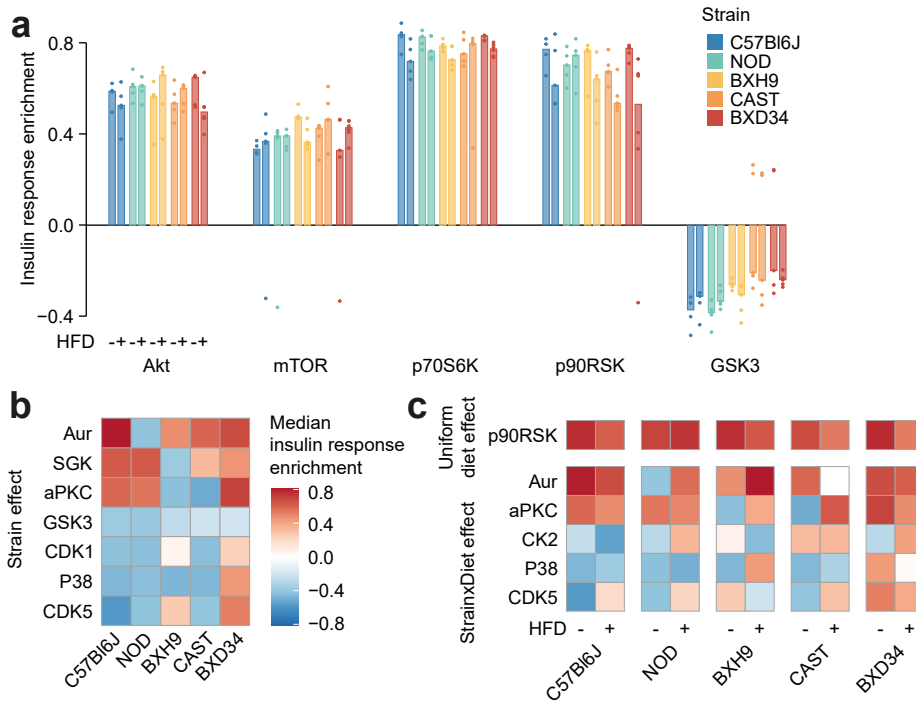 a
Strain
C57Bl6J
NOD
BXH9
CAST
BXD34
Insulin response enrichment
0.8
0.4
0.0
−0.4
HFD -+ -+ -+ -+ -+
Akt mTOR p70S6K p90RSK GSK3
b
Strain effect
Aur
SGK
aPKC
GSK3
CDK1
P38
CDK5
C57Bl6J NOD BXH9 CAST BXD34
Median
insulin response
enrichment
0.8
0.4
0.0
−0.4
−0.8
c
Uniform
diet effect
p90RSK
StrainxDiet effect
Aur
aPKC
CK2
P38
CDK5
HFD - + - + - + - + - +
C57Bl6J NOD BXH9 CAST BXD34